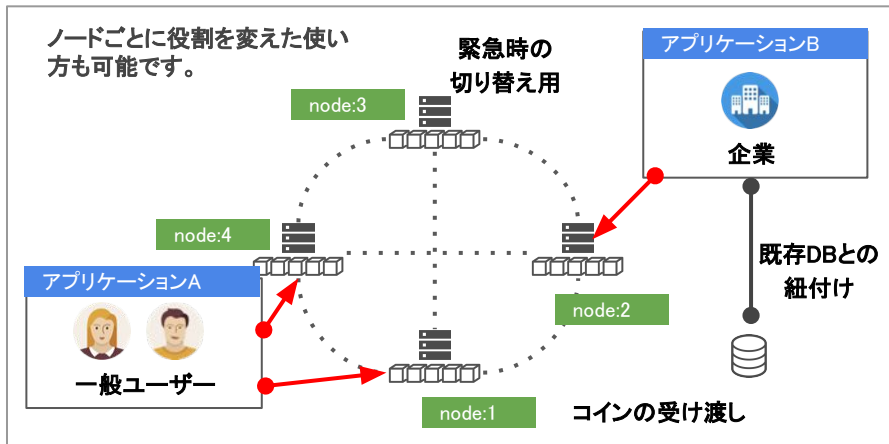 ノードごとに役割を変えた使い
方も可能です。
緊急時の
切り替え用
アプリケーションB
企業
node:3
node:4
node:2
既存DBとの
紐付け
アプリケーションA
一般ユーザー
node:1
コインの受け渡し